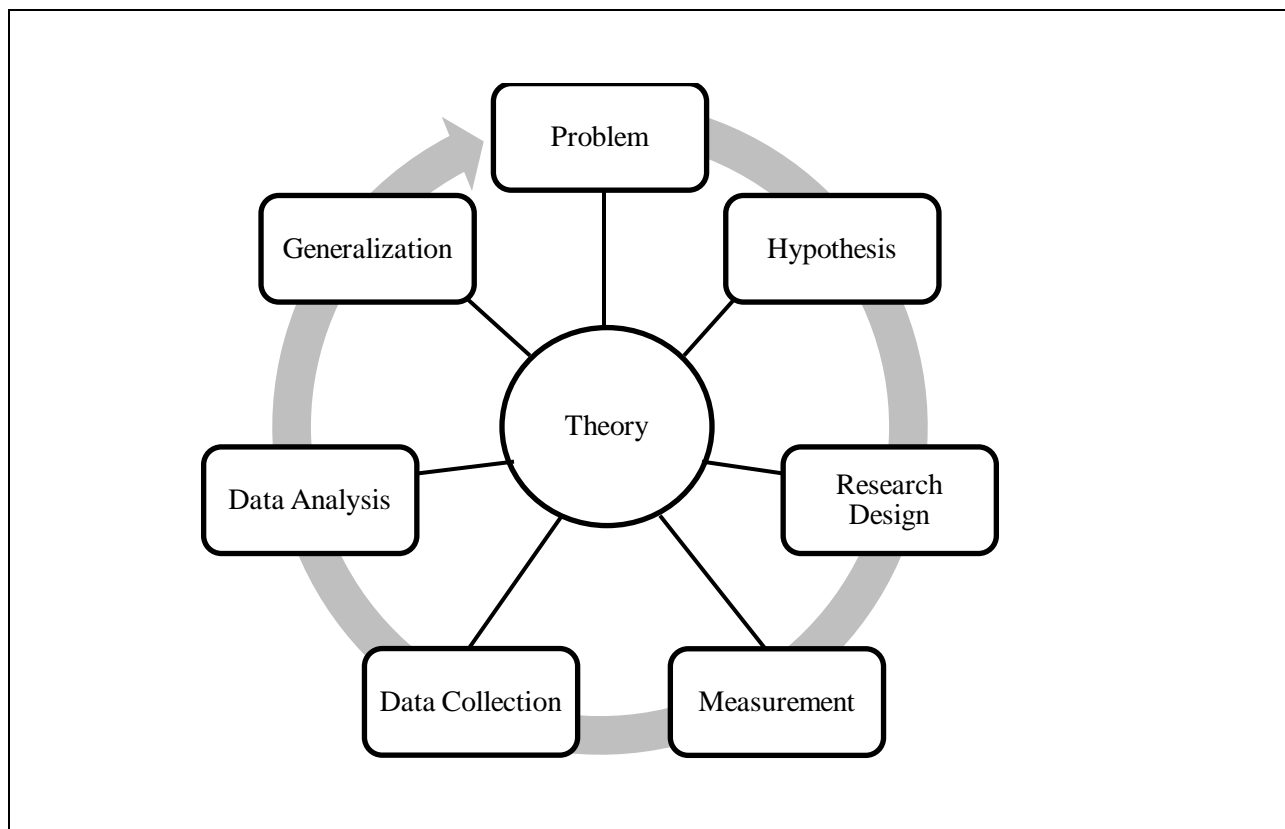 Problem
Hypothesis
Research
Design
Measurement
Data Collection
Data Analysis
Generalization
Theory